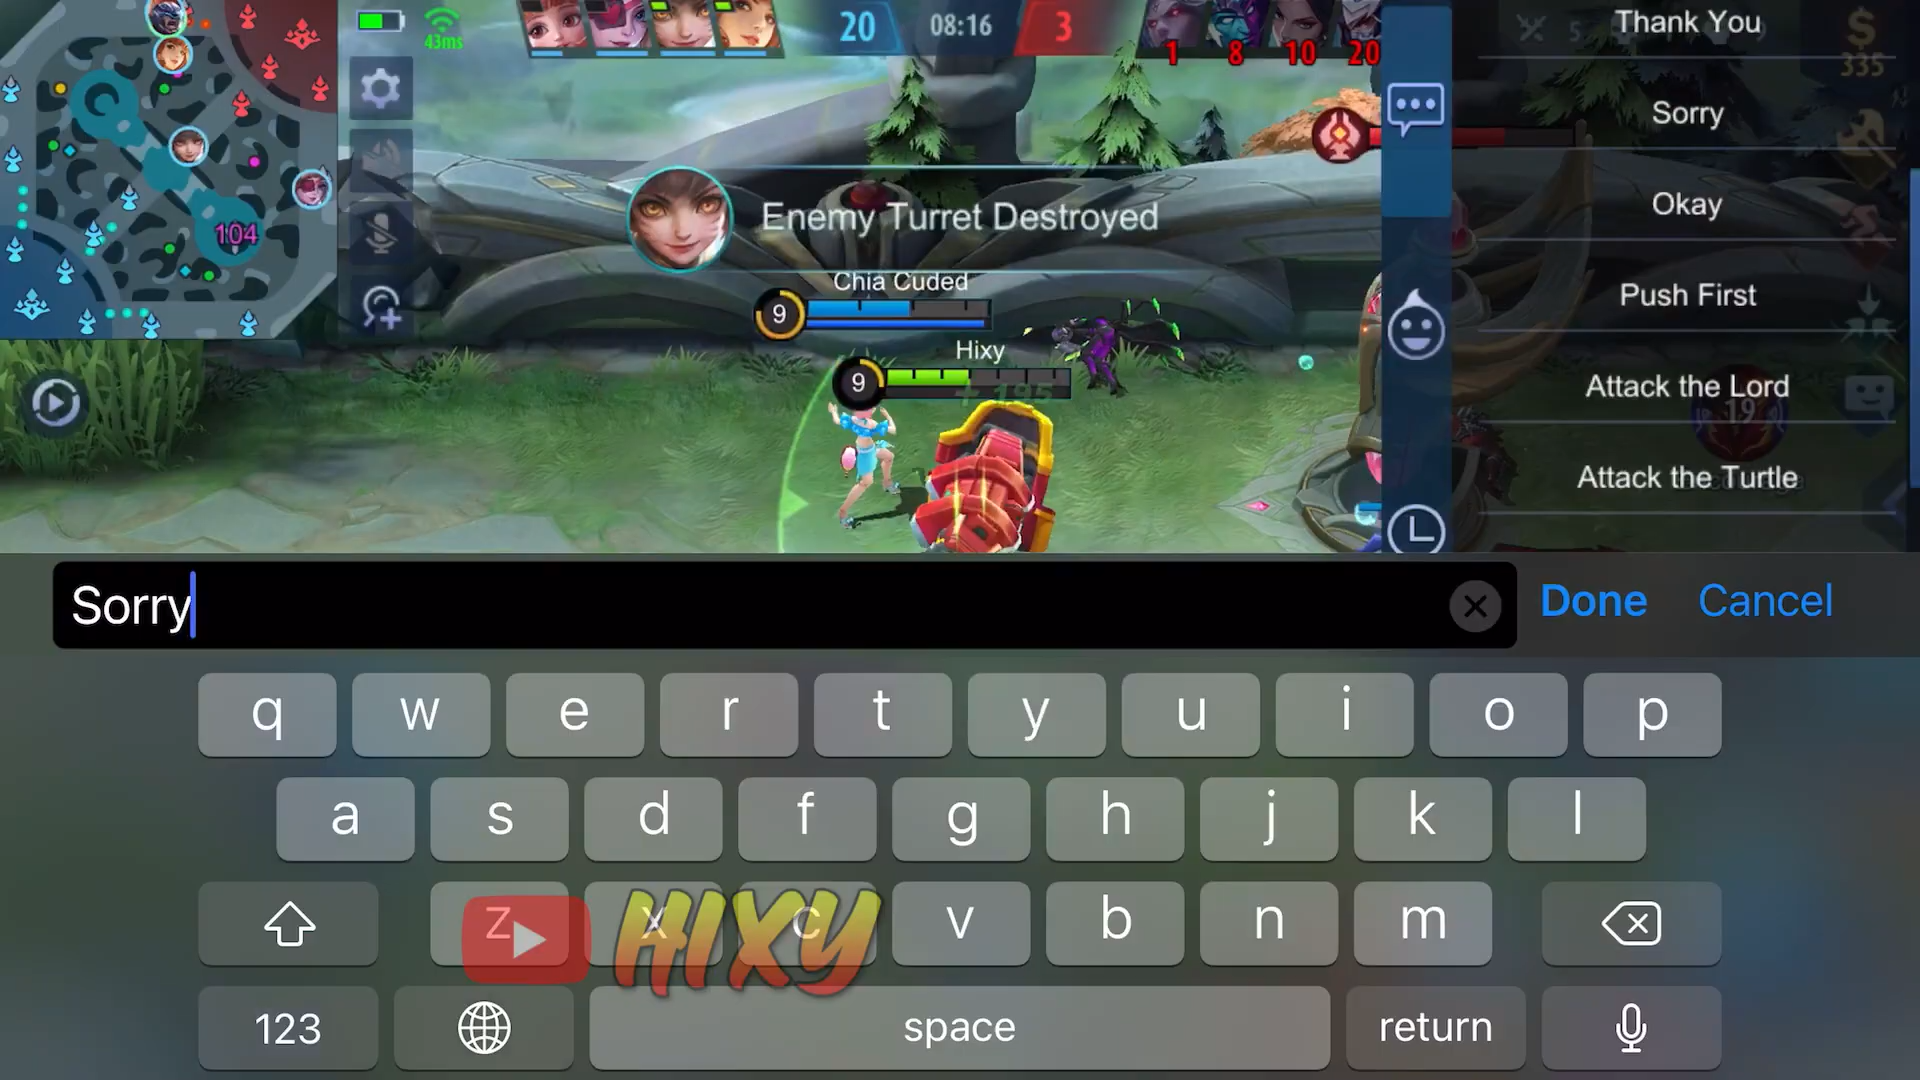 43ms
20
08:16
3
1
8
10
20
335
104
Enemy Turret Destroyed
Chia Cuded
9
Hixy
9
+ 195
19
Thank You
Sorry
Okay
Push First
Attack the Lord
Attack the Turtle
Sorry
Done
Cancel
q w e r t y u i o p
a s d f g h j k l
z x c v b n m
HIXY
123
space
return